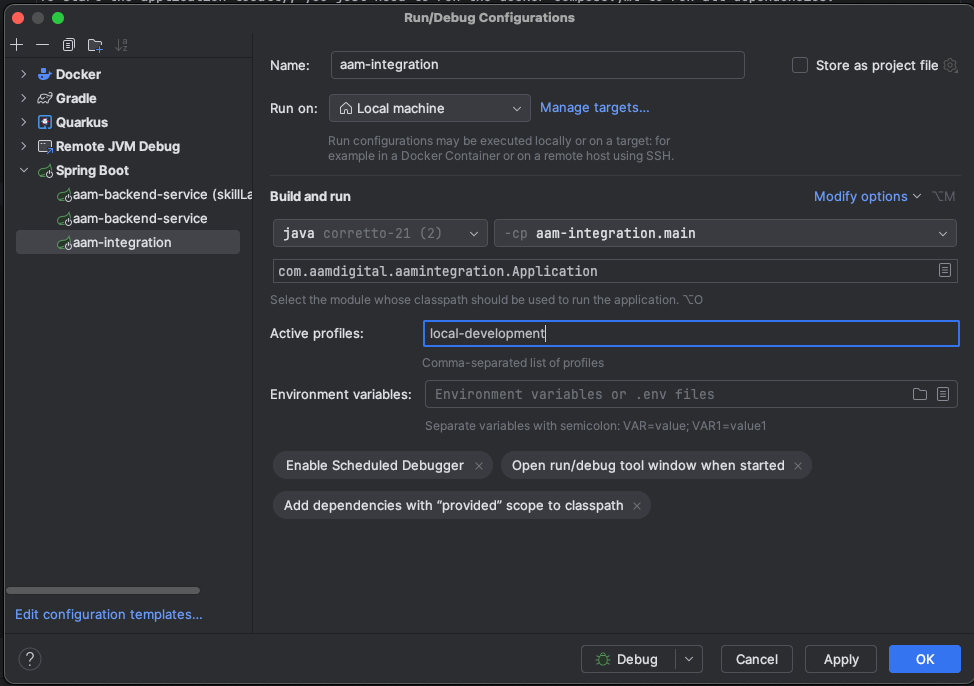 Run/Debug Configurations
Docker
Gradle
Quarkus
Remote JVM Debug
Spring Boot
aam-backend-service (skillLa
aam-backend-service
aam-integration
Edit configuration templates...
Name: aam-integration Store as project file
Run on: Local machine Manage targets...
Run configurations may be executed locally or on a target: for
example in a Docker Container or on a remote host using SSH.
Build and run Modify options ⌥M
java corretto-21 (2) -cp aam-integration.main
com.aamdigital.aamintegration.Application
Select the module whose classpath should be used to run the application. ⌥O
Active profiles: local-development
Comma-separated list of profiles
Environment variables: Environment variables or .env files
Separate variables with semicolon: VAR=value; VAR1=value1
Enable Scheduled Debugger × Open run/debug tool window when started ×
Add dependencies with “provided” scope to classpath ×
? Debug Cancel Apply OK